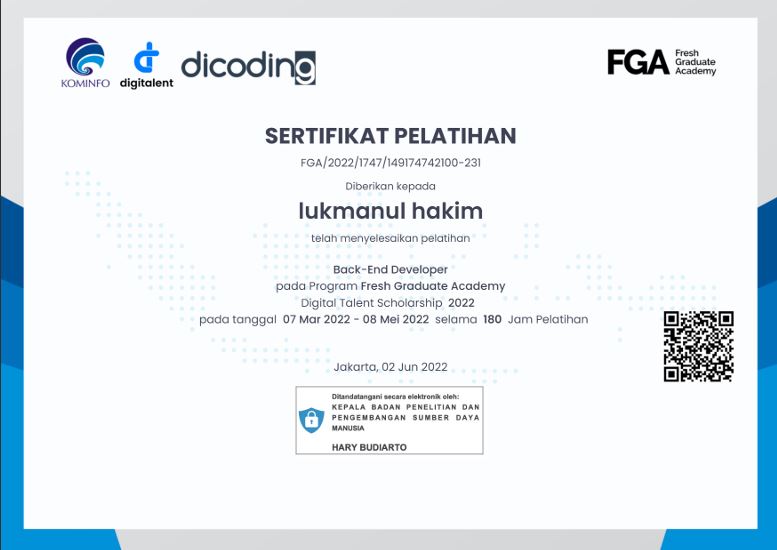 KOMINFO
digitalent
dicoding
FGA Fresh
Graduate
Academy
SERTIFIKAT PELATIHAN
FGA/2022/1747/149174742100-231
Diberikan kepada
lukmanul hakim
telah menyelesaikan pelatihan
Back-End Developer
pada Program Fresh Graduate Academy
Digital Talent Scholarship 2022
pada tanggal 07 Mar 2022 - 08 Mei 2022 selama 180 Jam Pelatihan
Jakarta, 02 Jun 2022
Ditandatangani secara elektronik oleh:
KEPALA BADAN PENELITIAN DAN
PENGEMBANGAN SUMBER DAYA
MANUSIA
HARY BUDIARTO